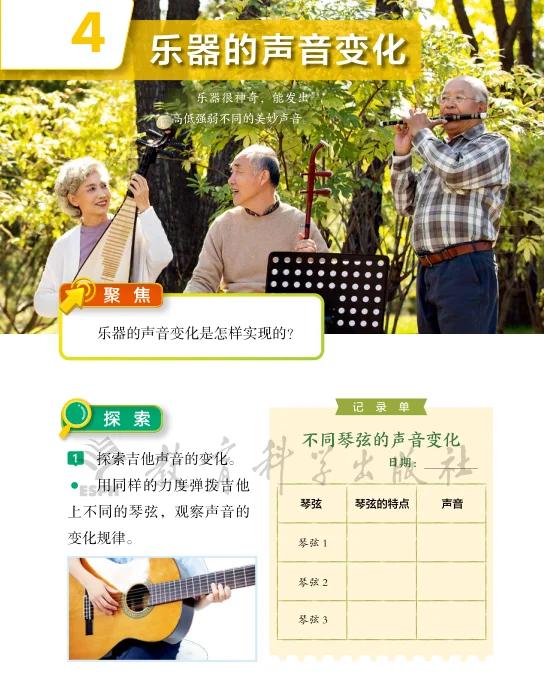 4
乐器的声音变化
乐器很神奇，能发出
高低强弱不同的美妙声音。
聚焦
乐器的声音变化是怎样实现的？
探索
1 探索吉他声音的变化。
• 用同样的力度弹拨吉他
上不同的琴弦，观察声音的
变化规律。
记录单
不同琴弦的声音变化
日期：
琴弦 琴弦的特点 声音
琴弦 1
琴弦 2
琴弦 3
教育科学出版社
ESPH